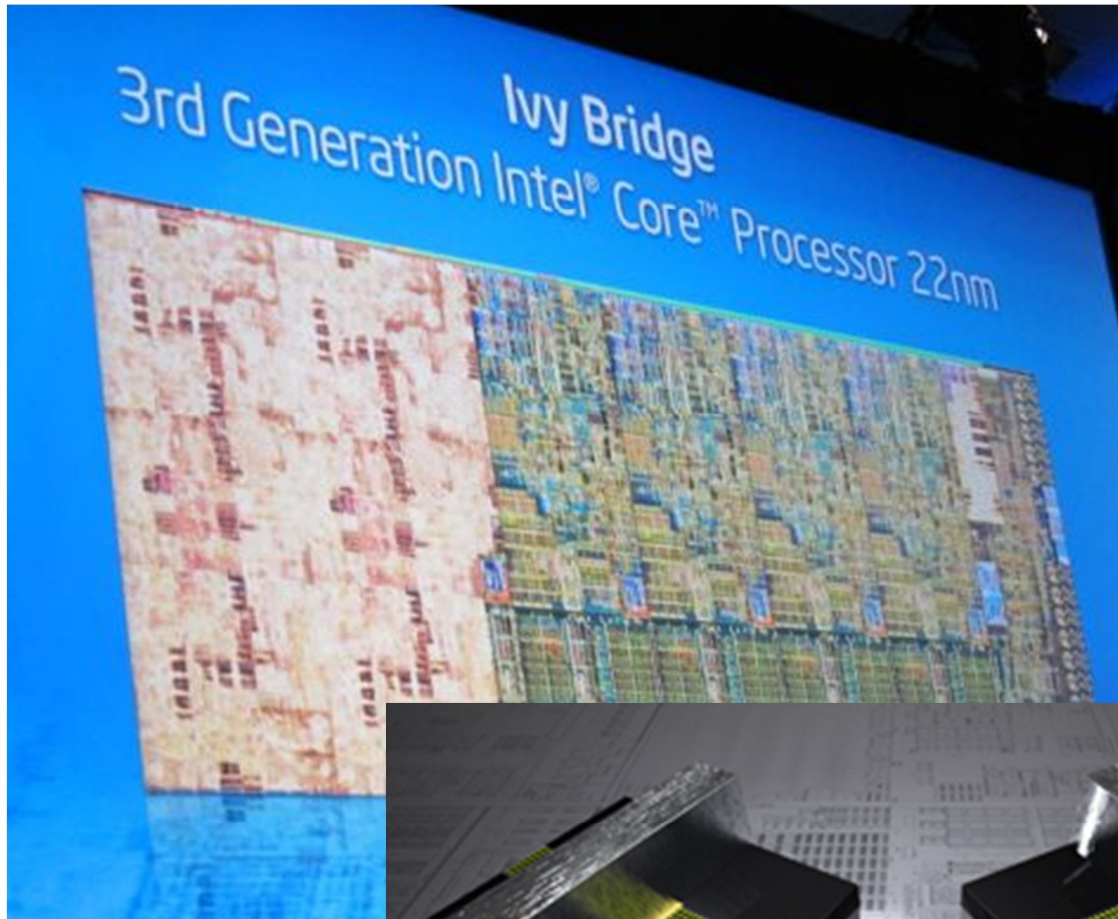 Ivy Bridge
3rd Generation Intel® Core™ Processor 22nm